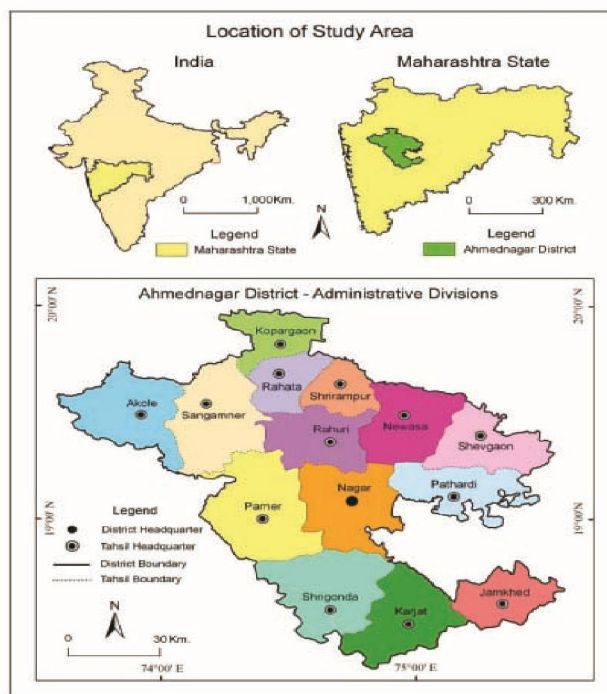 Location of Study Area
India
Maharashtra State
0 1,000 Km.
N
0 300 Km.
Legend
Maharashtra State
Legend
Ahmednagar District
Ahmednagar District - Administrative Divisions
20°00' N
20°00' N
Kopargaon
Rahata
Shrirampur
Akole
Sangamner
Newasa
Rahuri
Shevgaon
Pathardi
Nagar
Parner
19°00' N
19°00' N
Legend
District Headquarter
Tahsil Headquarter
District Boundary
Tahsil Boundary
Shrigonda
Karjat
Jamkhed
N
0 30 Km.
74°00' E
75°00' E